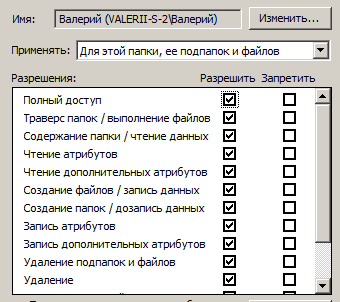 Имя: Валерий (VALERII-S-2\Валерий) Изменить...
Применять: Для этой папки, ее подпапок и файлов
Разрешения: Разрешить Запретить
Полный доступ
Траверс папок / выполнение файлов
Содержание папки / чтение данных
Чтение атрибутов
Чтение дополнительных атрибутов
Создание файлов / запись данных
Создание папок / дозапись данных
Запись атрибутов
Запись дополнительных атрибутов
Удаление подпапок и файлов
Удаление